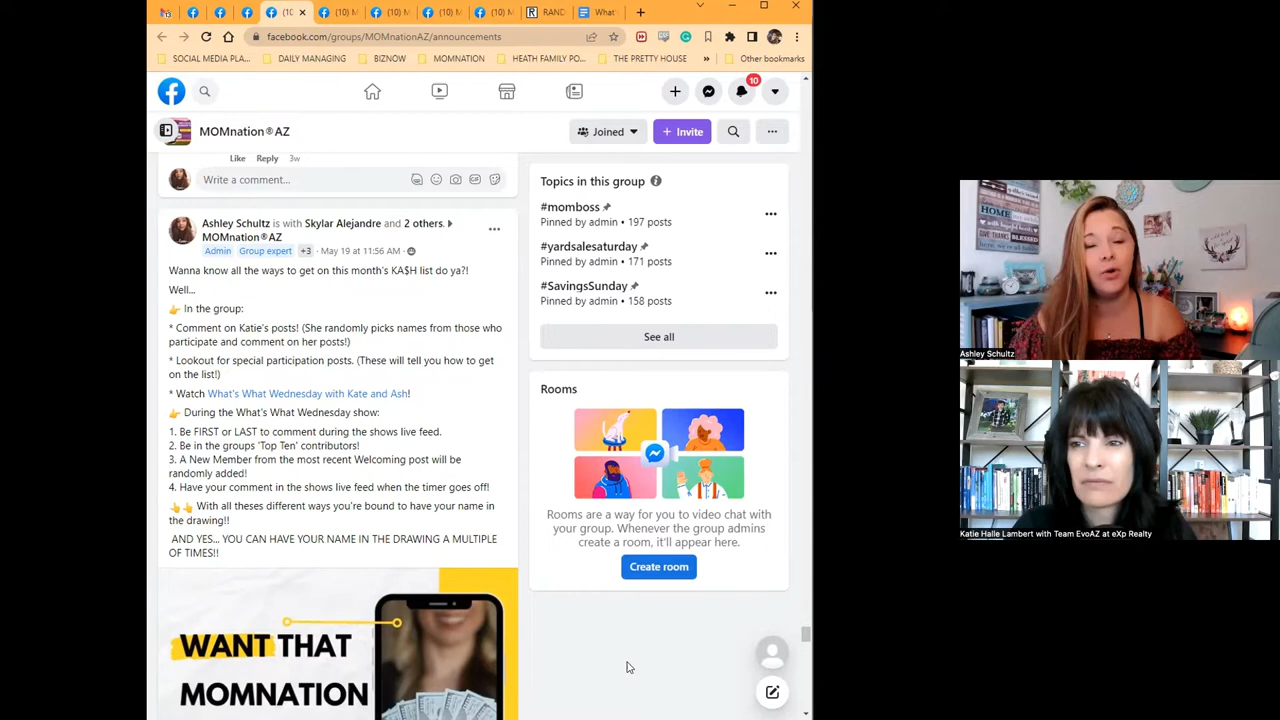 (10
(10) M
(10) M
(10) M
(10) M
RAND
What'
facebook.com/groups/MOMnationAZ/announcements
SOCIAL MEDIA PLA...
DAILY MANAGING
BIZNOW
MOMNATION
HEATH FAMILY PO...
THE PRETTY HOUSE
»
Other bookmarks
10
MOMnation®AZ
Joined
+ Invite
Like Reply 3w
Write a comment...
Ashley Schultz is with Skylar Alejandre and 2 others.
MOMnation®AZ
Admin Group expert +3 • May 19 at 11:56 AM •
Wanna know all the ways to get on this month's KA$H list do ya?!
Well...
👉 In the group:
* Comment on Katie's posts! (She randomly picks names from those who
participate and comment on her posts!)
* Lookout for special participation posts. (These will tell you how to get
on the list!)
* Watch What's What Wednesday with Kate and Ash!
👉 During the What's What Wednesday show:
1. Be FIRST or LAST to comment during the shows live feed.
2. Be in the groups 'Top Ten' contributors!
3. A New Member from the most recent Welcoming post will be
randomly added!
4. Have your comment in the shows live feed when the timer goes off!
👆👆 With all theses different ways you're bound to have your name in
the drawing!!
AND YES... YOU CAN HAVE YOUR NAME IN THE DRAWING A MULTIPLE
OF TIMES!!
WANT THAT
MOMNATION
Topics in this group
#momboss
Pinned by admin • 197 posts
#yardsalesaturday
Pinned by admin • 171 posts
#SavingsSunday
Pinned by admin • 158 posts
See all
Rooms
Rooms are a way for you to video chat with
your group. Whenever the group admins
create a room, it'll appear here.
Create room
HOME
GIVE THANKS
BLESSED
Ashley Schultz
Katie Halle Lambert with Team EvoAZ at eXp Realty